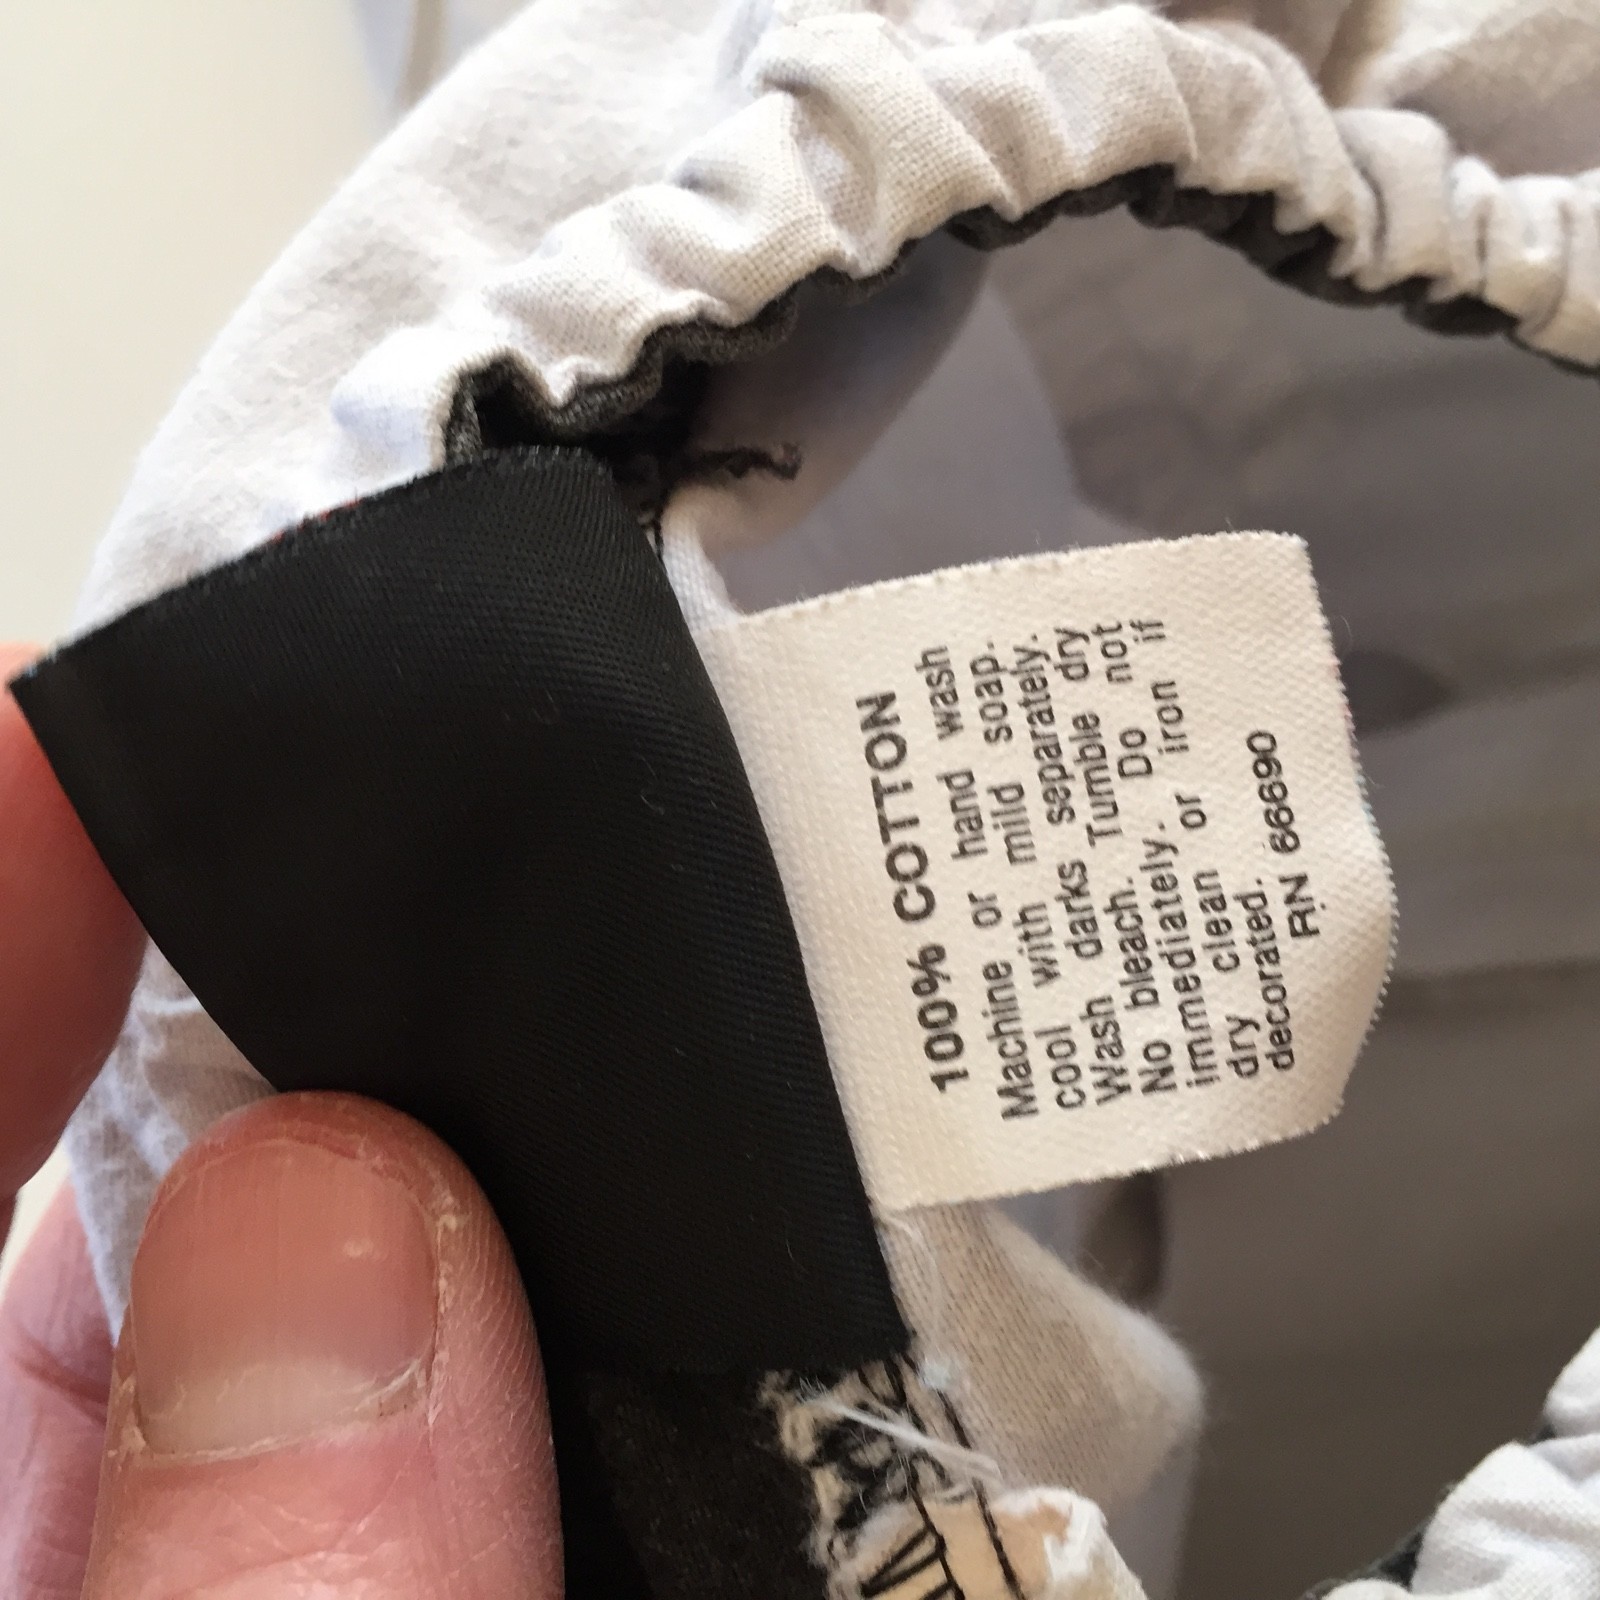 100% COTTON
Machine or hand wash
cool with mild soap.
Wash darks separately.
No bleach. Tumble dry
immediately. Do not
dry clean or iron if
decorated.
RN 66690